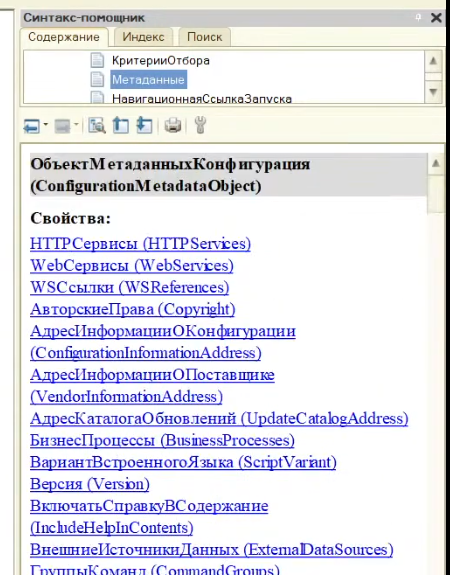 Синтакс-помощник
Содержание Индекс Поиск
КритерииОтбора
Метаданные
НавигационнаяСсылкаЗапуска
ОбъектМетаданныхКонфигурация
(ConfigurationMetadataObject)
Свойства:
HTTPСервисы (HTTPServices)
WebСервисы (WebServices)
WSСсылки (WSReferences)
АвторскиеПрава (Copyright)
АдресИнформацииОКонфигурации
(ConfigurationInformationAddress)
АдресИнформацииОПоставщике
(VendorInformationAddress)
АдресКаталогаОбновлений (UpdateCatalogAddress)
БизнесПроцессы (BusinessProcesses)
ВариантВстроенногоЯзыка (ScriptVariant)
Версия (Version)
ВключатьСправкуВСодержание
(IncludeHelpInContents)
ВнешниеИсточникиДанных (ExternalDataSources)
ГруппыКоманд (CommandGroups)